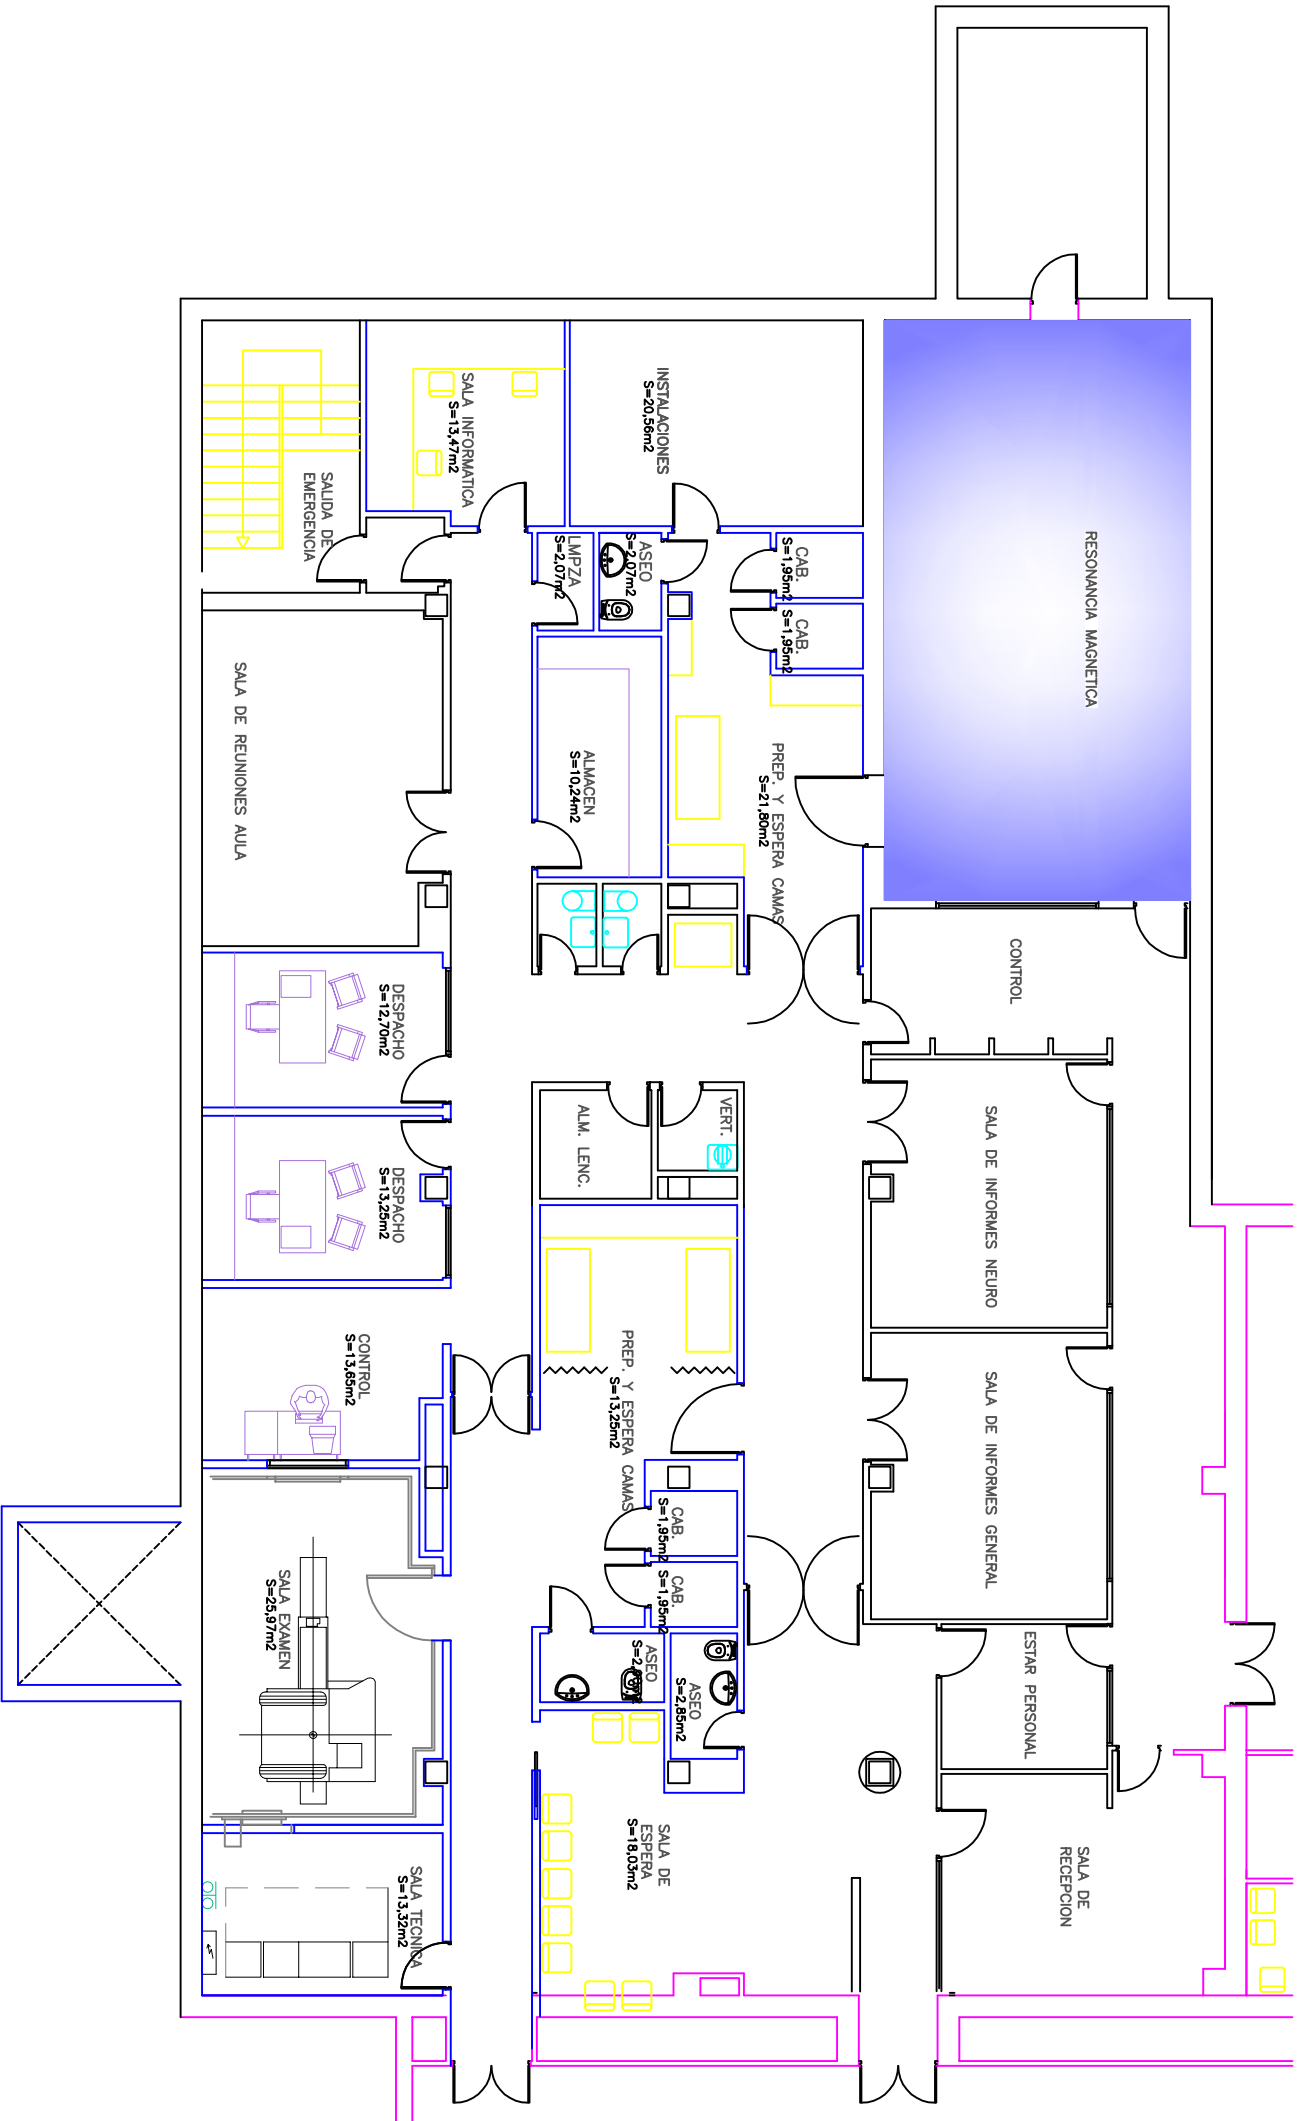 RESONANCIA MAGNETICA
SALA DE
RECEPCION
ESTAR PERSONAL
CONTROL
SALA DE INFORMES NEURO
SALA DE INFORMES GENERAL
CAB.
S=1,95m2
CAB.
S=1,95m2
PREP. Y ESPERA CAMAS
S=21,80m2
VERT.
ASEO
S=2,85m2
CAB.
S=1,95m2
CAB.
S=1,95m2
INSTALACIONES
S=20,56m2
ASEO
S=2,07m2
ASEO
SALA DE
ESPERA
S=18,03m2
PREP. Y ESPERA CAMAS
S=13,25m2
LMPZA
S=2,07m2
ALMACEN
S=10,24m2
ALM. LENC.
SALA INFORMATICA
S=13,47m2
DESPACHO
S=12,70m2
DESPACHO
S=13,25m2
SALA TECNICA
S=13,32m2
CONTROL
S=13,65m2
SALIDA DE
EMERGENCIA
SALA EXAMEN
S=25,97m2
SALA DE REUNIONES AULA